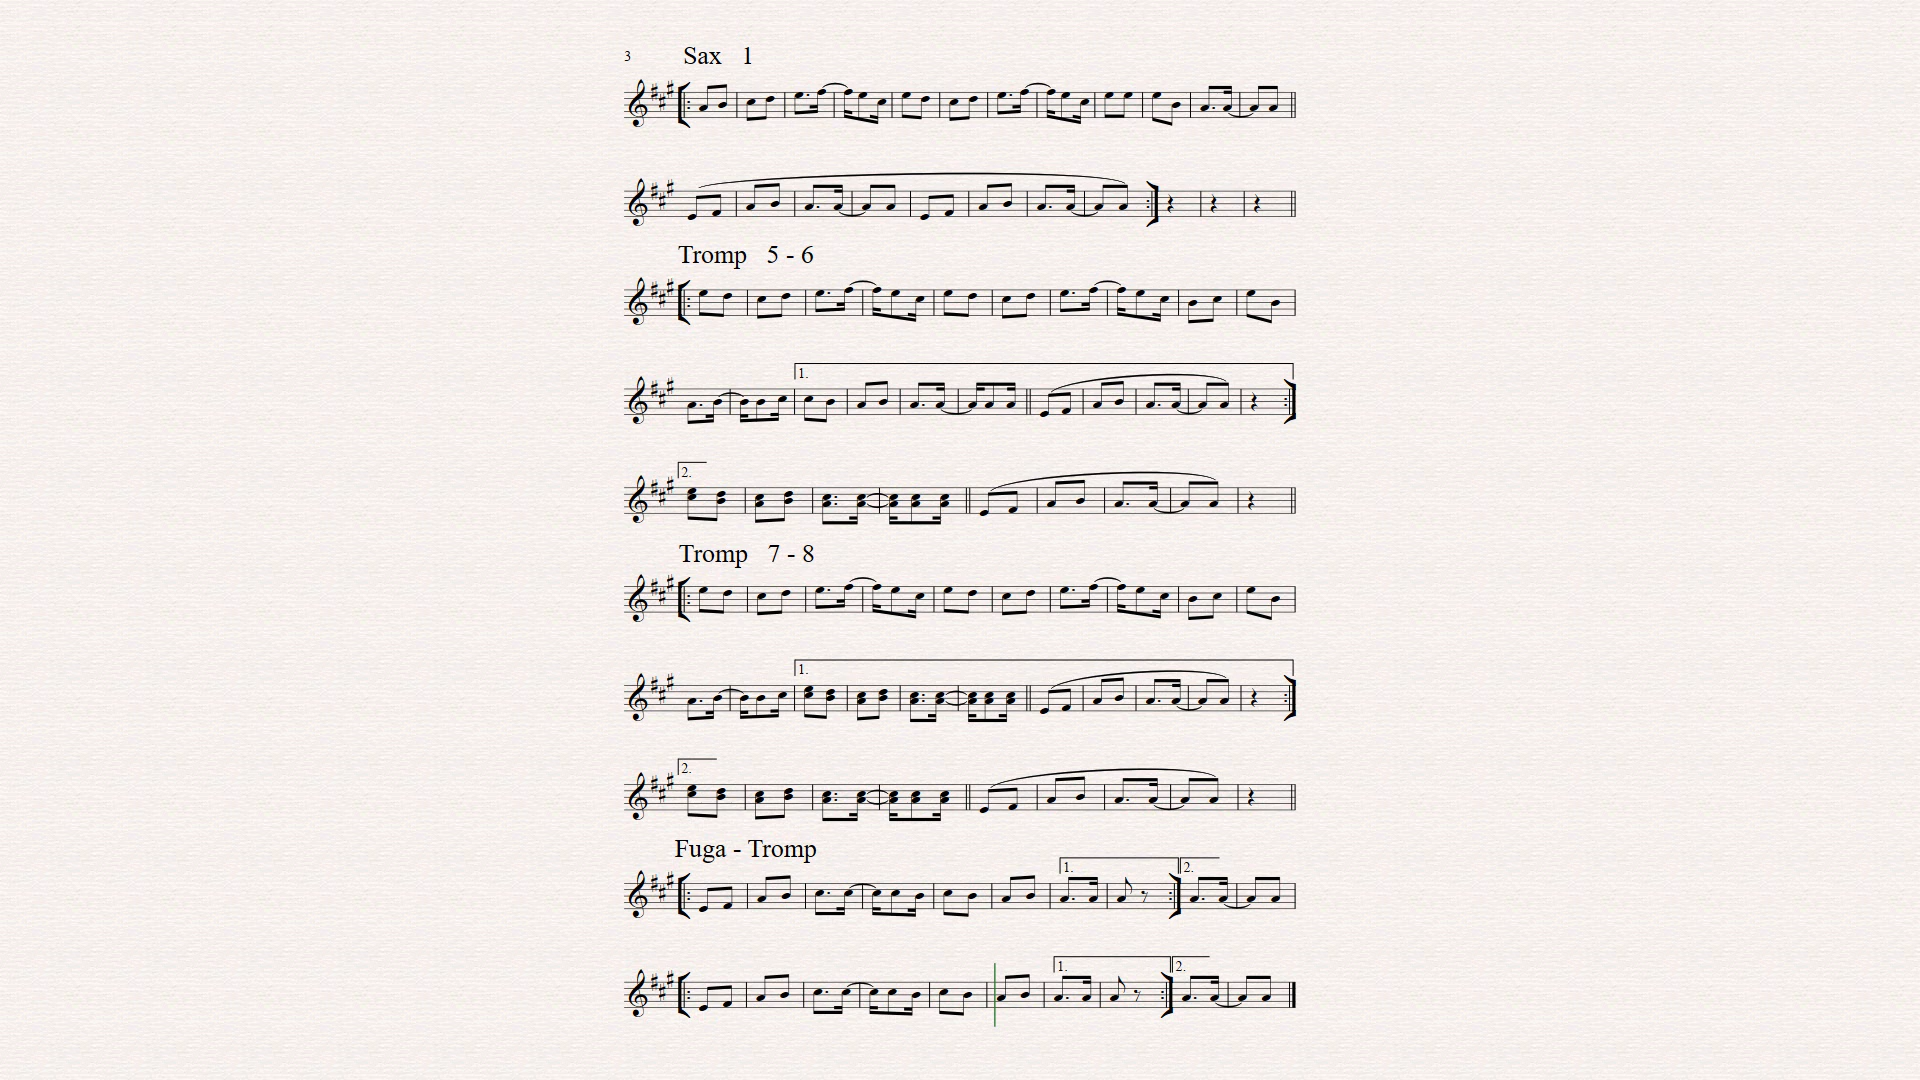 3
Sax 1
Tromp 5 - 6
1.
2.
Tromp 7 - 8
1.
2.
Fuga - Tromp
1. 2.
1. 2.